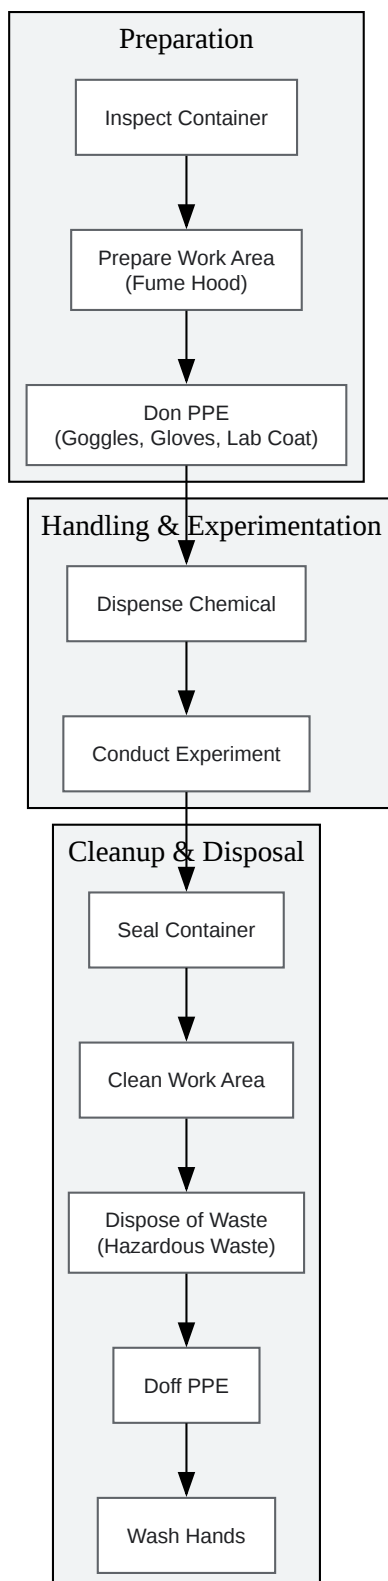 Preparation
Inspect Container
Prepare Work Area
(Fume Hood)
Don PPE
(Goggles, Gloves, Lab Coat)
Handling & Experimentation
Dispense Chemical
Conduct Experiment
Cleanup & Disposal
Seal Container
Clean Work Area
Dispose of Waste
(Hazardous Waste)
Doff PPE
Wash Hands